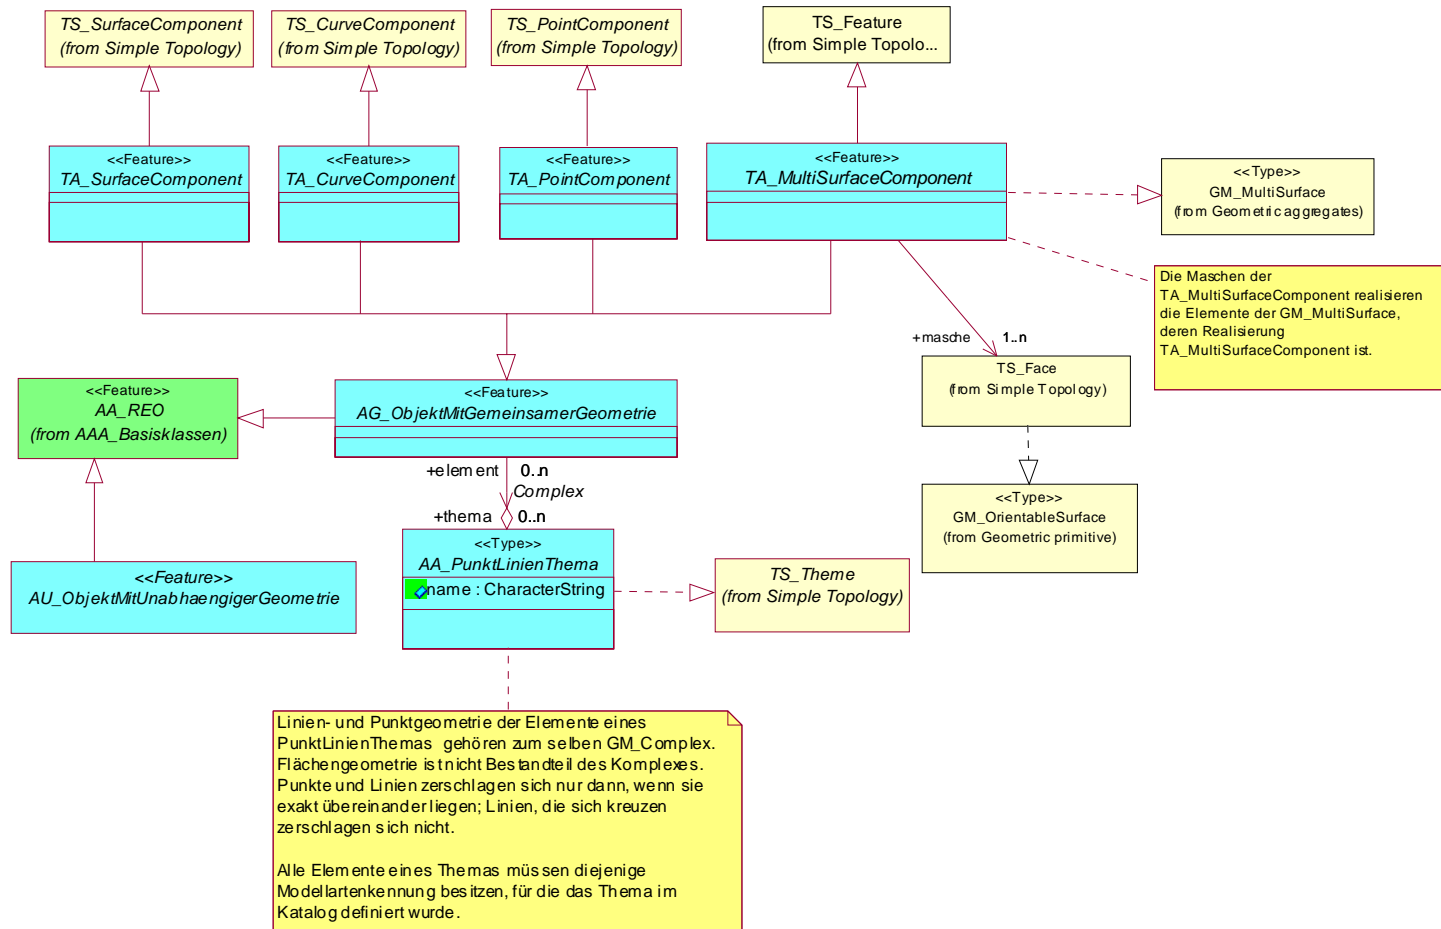 TS_SurfaceComponent
(from Simple Topology)
TS_CurveComponent
(from Simple Topology)
TS_PointComponent
(from Simple Topology)
TS_Feature
(from Simple Topolo...
<<Feature>>
TA_SurfaceComponent
<<Feature>>
TA_CurveComponent
<<Feature>>
TA_PointComponent
<<Feature>>
TA_MultiSurfaceComponent
<<Type>>
GM_MultiSurface
(from Geometric aggregates)
Die Maschen der
TA_MultiSurfaceComponent realisieren
die Elemente der GM_MultiSurface,
deren Realisierung
TA_MultiSurfaceComponent ist.
+masche
1..n
TS_Face
(from Simple Topology)
<<Feature>>
AA_REO
(from AAA_Basisklassen)
<<Feature>>
AG_ObjektMitGemeinsamerGeometrie
+element
0..n
Complex
+thema
0..n
<<Type>>
GM_OrientableSurface
(from Geometric primitive)
<<Type>>
AA_PunktLinienThema
name : CharacterString
<<Feature>>
AU_ObjektMitUnabhaengigerGeometrie
TS_Theme
(from Simple Topology)
Linien- und Punktgeometrie der Elemente eines
PunktLinienThemas gehören zum selben GM_Complex.
Flächengeometrie ist nicht Bestandteil des Komplexes.
Punkte und Linien zerschlagen sich nur dann, wenn sie
exakt übereinander liegen; Linien, die sich kreuzen
zerschlagen sich nicht.
Alle Elemente eines Themas müssen diejenige
Modellartenkennung besitzen, für die das Thema im
Katalog definiert wurde.